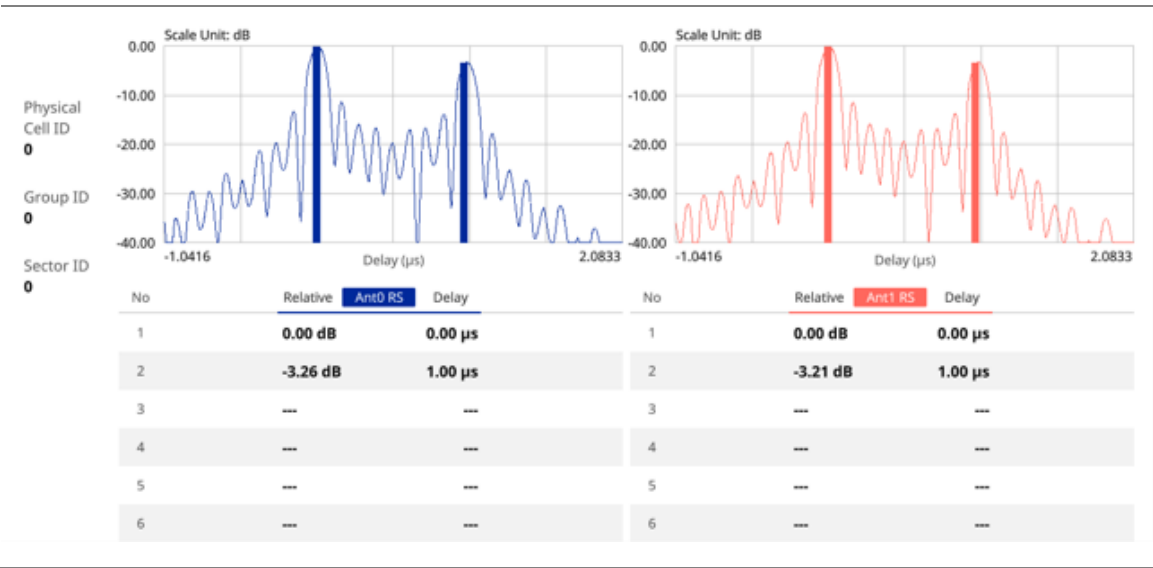 Scale Unit: dB
0.00
-10.00
-20.00
-30.00
-40.00
-1.0416
Delay (µs)
2.0833
Scale Unit: dB
0.00
-10.00
-20.00
-30.00
-40.00
-1.0416
Delay (µs)
2.0833
Physical
Cell ID
0
Group ID
0
Sector ID
0
No Relative Ant0 RS Delay
1 0.00 dB 0.00 µs
2 -3.26 dB 1.00 µs
3 --- ---
4 --- ---
5 --- ---
6 --- ---
No Relative Ant1 RS Delay
1 0.00 dB 0.00 µs
2 -3.21 dB 1.00 µs
3 --- ---
4 --- ---
5 --- ---
6 --- ---